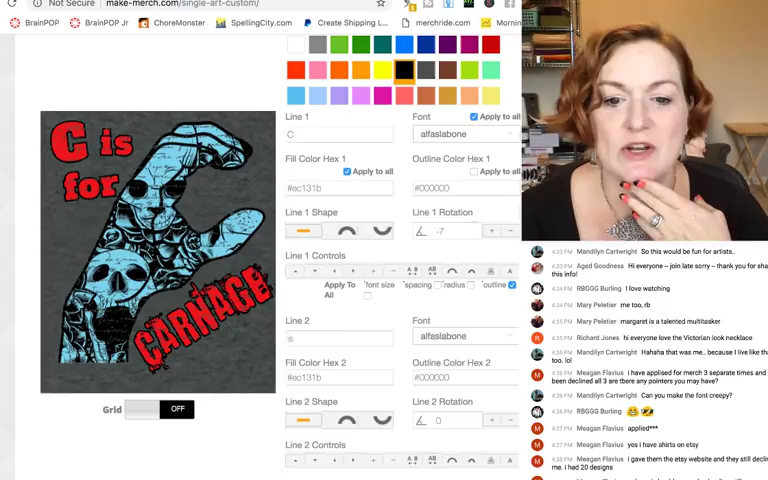 Not Secure make-merch.com/single-art-custom/
BrainPOP BrainPOP Jr ChoreMonster SpellingCity.com Create Shipping L... merchride.com Mornin
C is
for
CARNAGE
Line 1 Apply to all
C
Font
alfaslabone
Fill Color Hex 1
Apply to all
#ec131b
Outline Color Hex 1
Apply to all
#000000
Line 1 Shape
Line 1 Rotation
-7
Line 1 Controls
Apply To All
font size spacing radius outline
Line 2
is
Font
alfaslabone
Fill Color Hex 2
#ec131b
Outline Color Hex 2
#000000
Line 2 Shape
Line 2 Rotation
0
Line 2 Controls
Grid OFF
4:33 PM Mandilyn Cartwright So this would be fun for artists..
4:33 PM Aged Goodness Hi everyone – join late sorry – thank you for sha
this info!
4:34 PM RBGGG Burling I love watching
4:34 PM Mary Peletier me too, rb
4:35 PM Mary Peletier margaret is a talented multitasker
4:35 PM Richard Jones hi everyone love the Victorian look necklace
4:36 PM Mandilyn Cartwright Hahaha that was me.. because I live like tha
too. lol
4:36 PM Meagan Flavius i have applised for merch 3 separate times and
been declined all 3 are tbere any pointers you may have?
4:36 PM Mandilyn Cartwright Can you make the font creepy?
4:36 PM RBGGG Burling
4:37 PM Meagan Flavius applied***
4:37 PM Meagan Flavius yes i have ahirts on etsy
4:38 PM Meagan Flavius i gave them the etsy website and they still decli
me. i had 20 designs